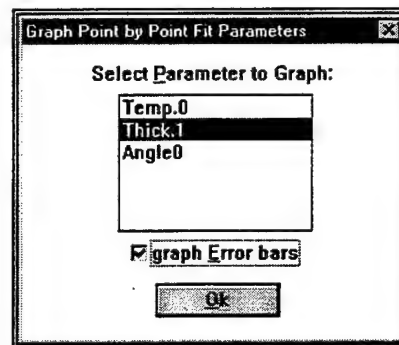 Graph Point by Point Fit Parameters
Select Parameter to Graph:
Temp.0
Thick.1
Angle0
graph Error bars
Ok